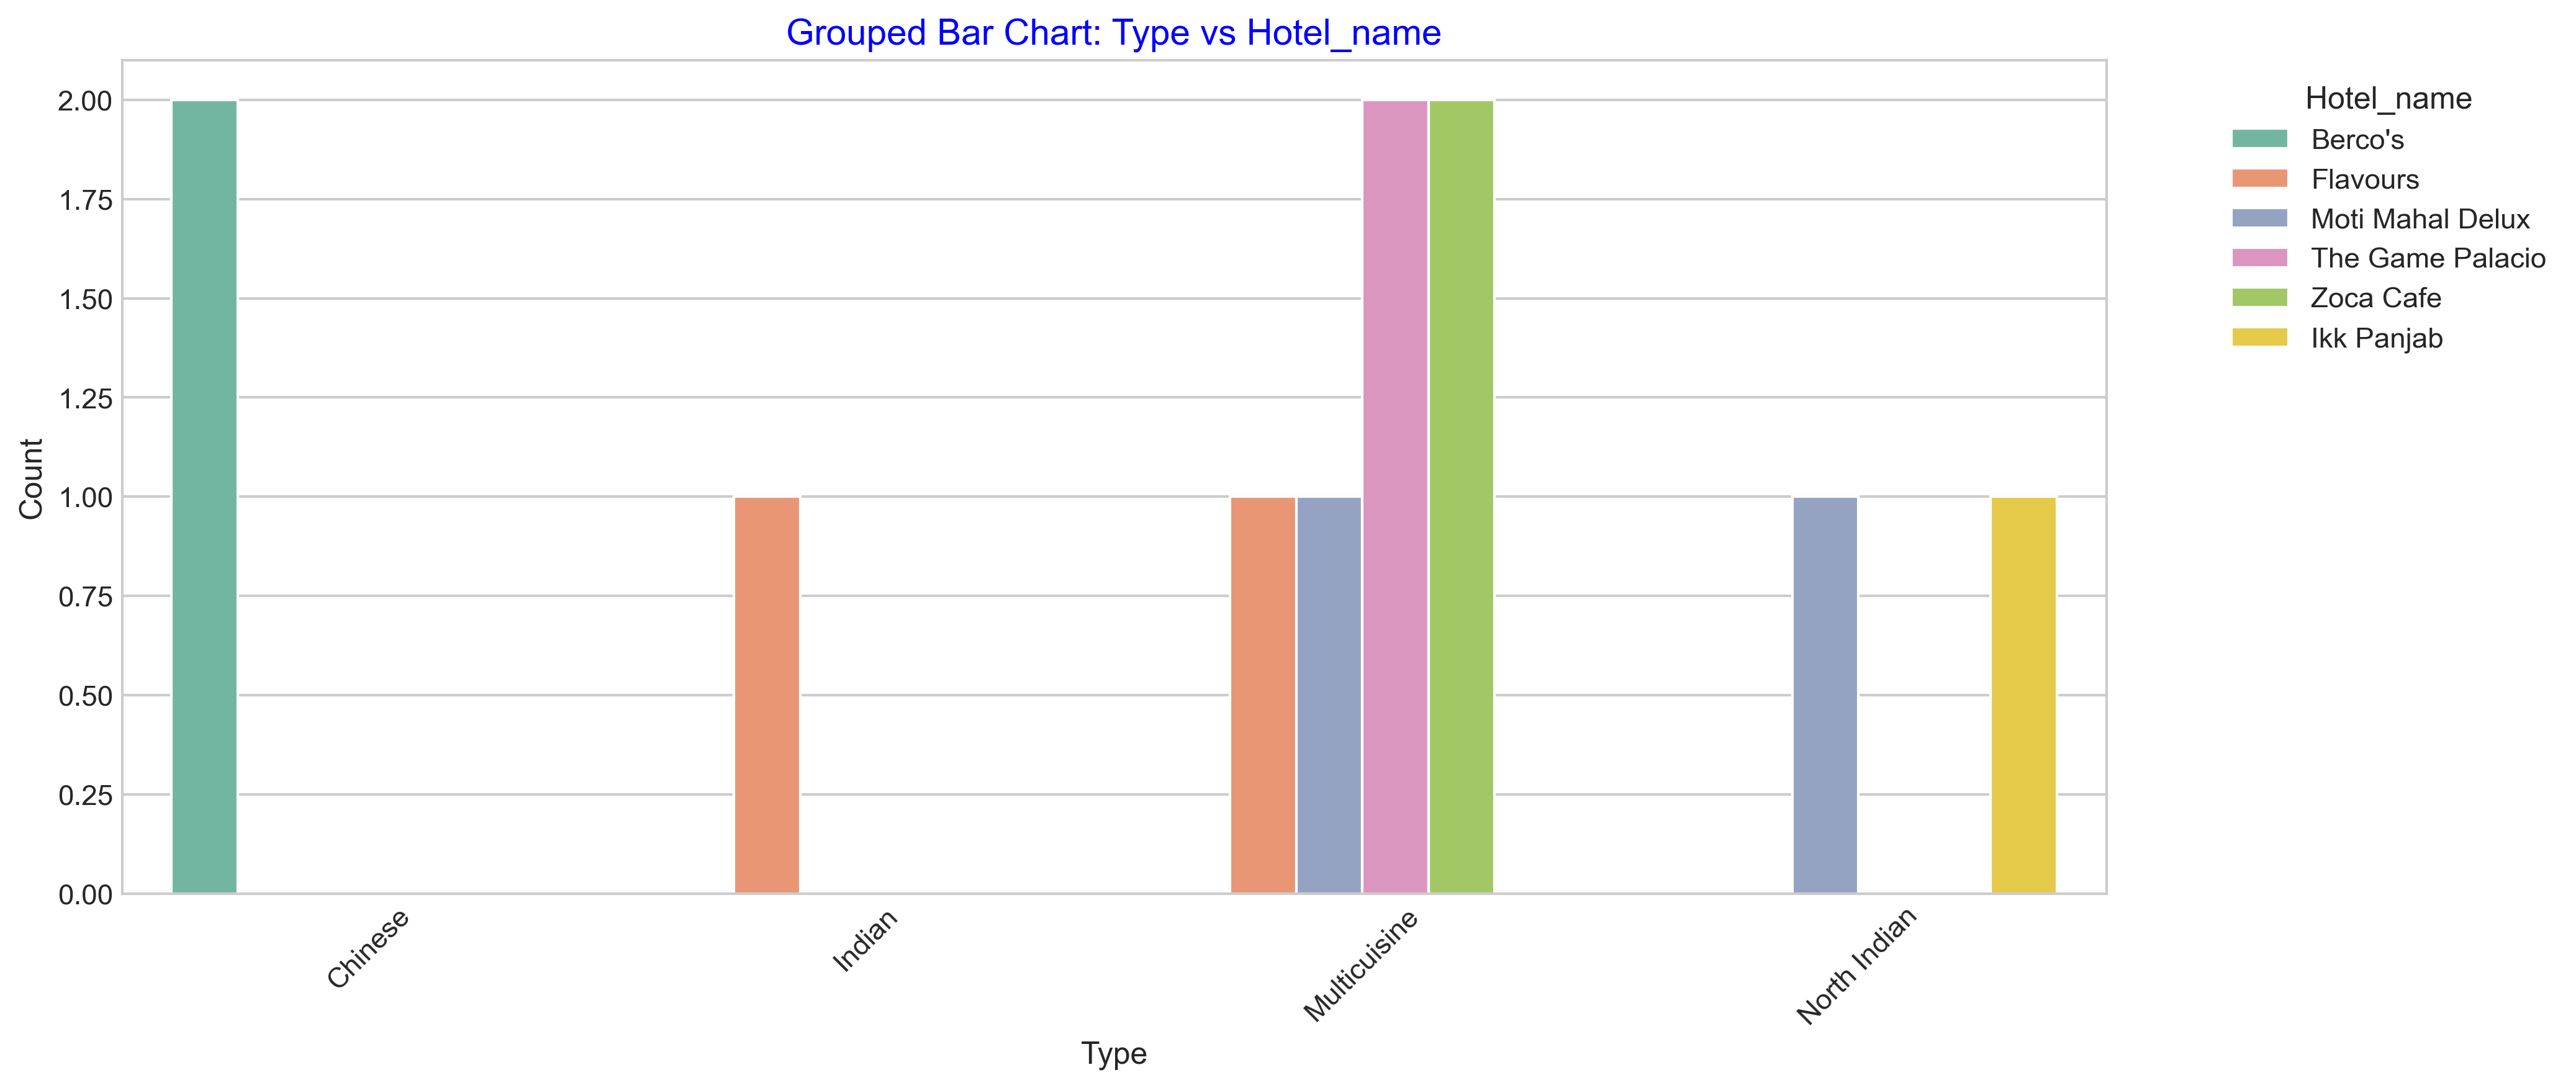 Grouped Bar Chart: Type vs Hotel_name
Hotel_name
Berco's
Flavours
Moti Mahal Delux
The Game Palacio
Zoca Cafe
Ikk Panjab
2.00
1.75
1.50
1.25
1.00
0.75
0.50
0.25
0.00
Count
Chinese
Indian
Multicuisine
North Indian
Type